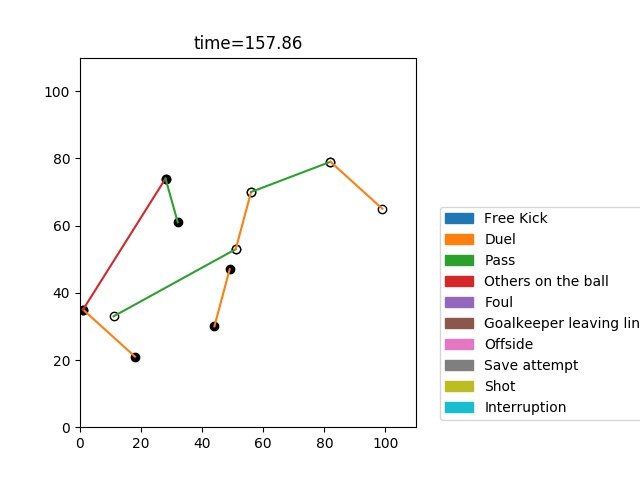 time=157.86
100
80
60
40
20
0
0 20 40 60 80 100
Free Kick
Duel
Pass
Others on the ball
Foul
Goalkeeper leaving lin
Offside
Save attempt
Shot
Interruption